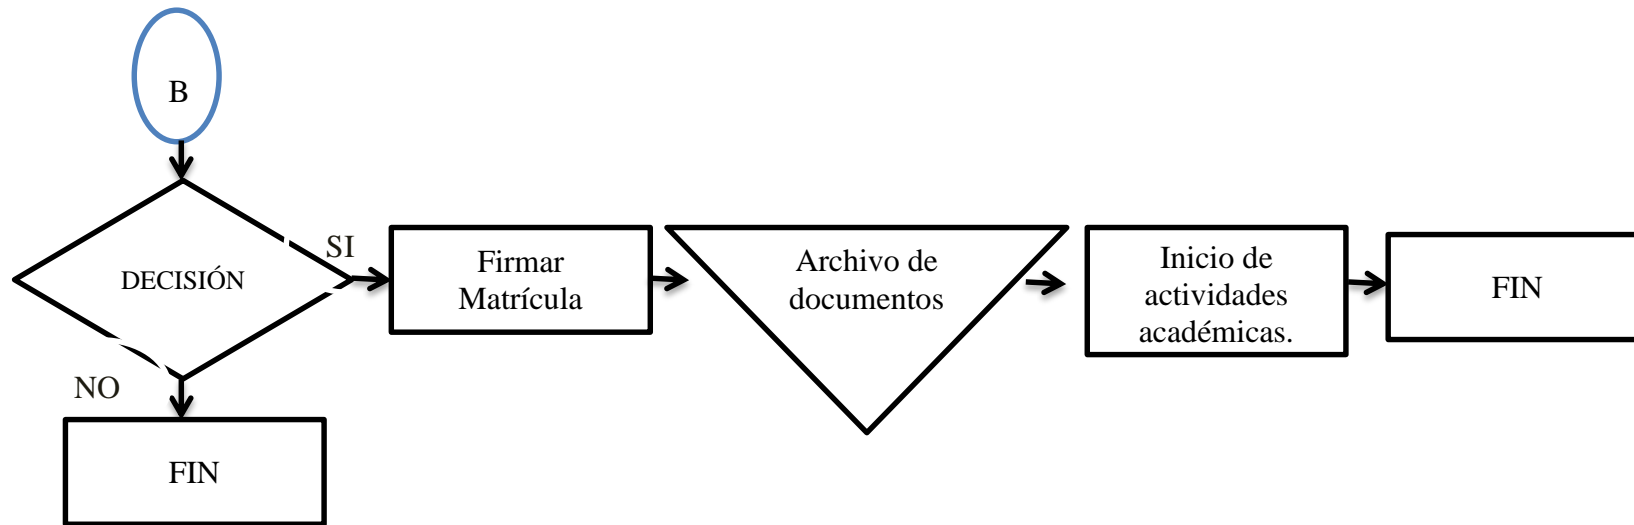 B
DECISIÓN
SI
Firmar
Matrícula
Archivo de
documentos
Inicio de
actividades
académicas.
FIN
NO
FIN